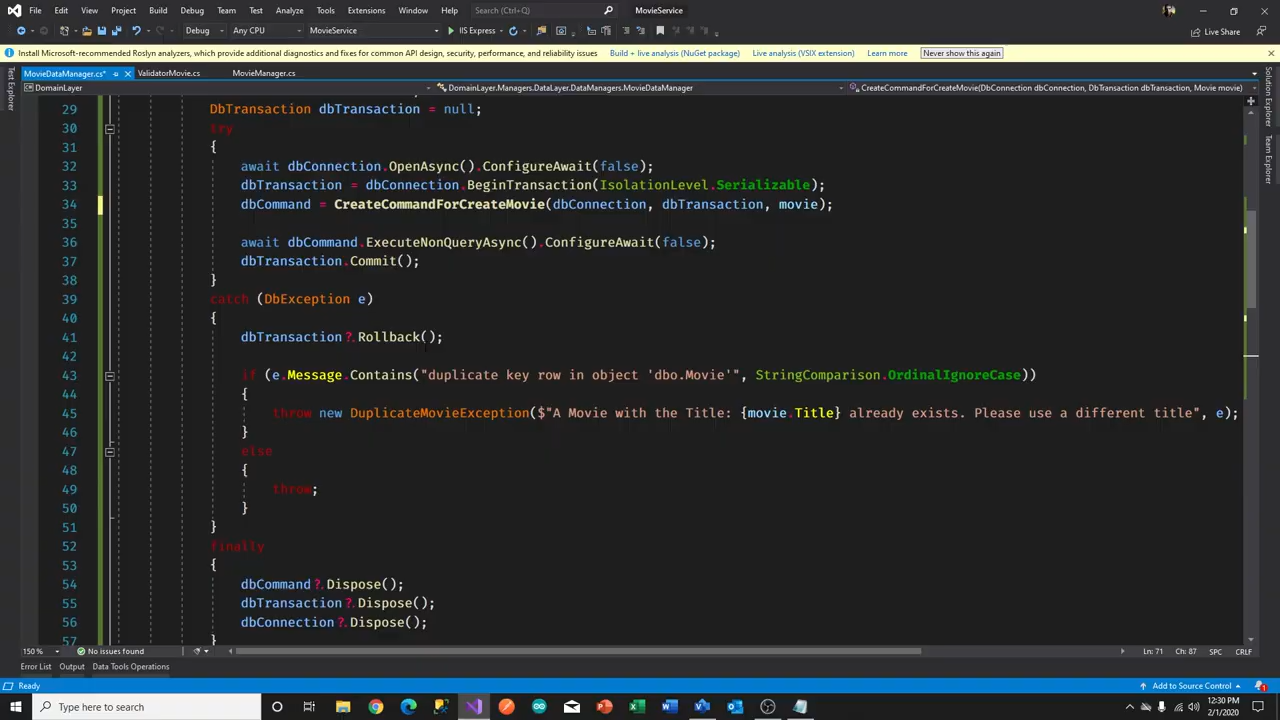 File Edit View Project Build Debug Team Test Analyze Tools Extensions Window Help Search (Ctrl+Q) MovieService
Debug Any CPU MovieService IIS Express Live Share
Install Microsoft-recommended Roslyn analyzers, which provide additional diagnostics and fixes for common API design, security, performance, and reliability issues Build + live analysis (NuGet package) Live analysis (VSIX extension) Learn more Never show this again
MovieDataManager.cs* ValidatorMovie.cs MovieManager.cs
DomainLayer DomainLayer.Managers.DataLayer.DataManagers.MovieDataManager CreateCommandForCreateMovie(DbConnection dbConnection, DbTransaction dbTransaction, Movie movie)
Test Explorer
Solution Explorer
Team Explorer
29 DbTransaction dbTransaction = null;
30 try
31 {
32 await dbConnection.OpenAsync().ConfigureAwait(false);
33 dbTransaction = dbConnection.BeginTransaction(IsolationLevel.Serializable);
34 dbCommand = CreateCommandForCreateMovie(dbConnection, dbTransaction, movie);
35
36 await dbCommand.ExecuteNonQueryAsync().ConfigureAwait(false);
37 dbTransaction.Commit();
38 }
39 catch (DbException e)
40 {
41 dbTransaction?.Rollback();
42
43 if (e.Message.Contains("duplicate key row in object 'dbo.Movie'", StringComparison.OrdinalIgnoreCase))
44 {
45 throw new DuplicateMovieException($"A Movie with the Title: {movie.Title} already exists. Please use a different title", e);
46 }
47 else
48 {
49 throw;
50 }
51 }
52 finally
53 {
54 dbCommand?.Dispose();
55 dbTransaction?.Dispose();
56 dbConnection?.Dispose();
57 }
150 % No issues found Ln: 71 Ch: 87 SPC CRLF
Error List Output Data Tools Operations
Ready Add to Source Control 1
Type here to search 12:30 PM
2/1/2020